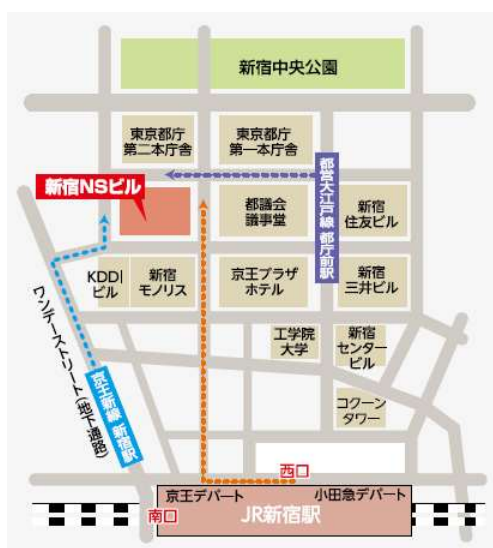 新宿中央公園
東京都庁
第二本庁舎
東京都庁
第一本庁舎
新宿NSビル
都議会
議事堂
都営大江戸線 都庁前駅
新宿
住友ビル
KDDI
ビル
新宿
モノリス
京王プラザ
ホテル
新宿
三井ビル
ワンデーストリート(地下通路)
京王新線 新宿駅
工学院
大学
新宿
センター
ビル
コクーン
タワー
西口
京王デパート
小田急デパート
南口
JR新宿駅